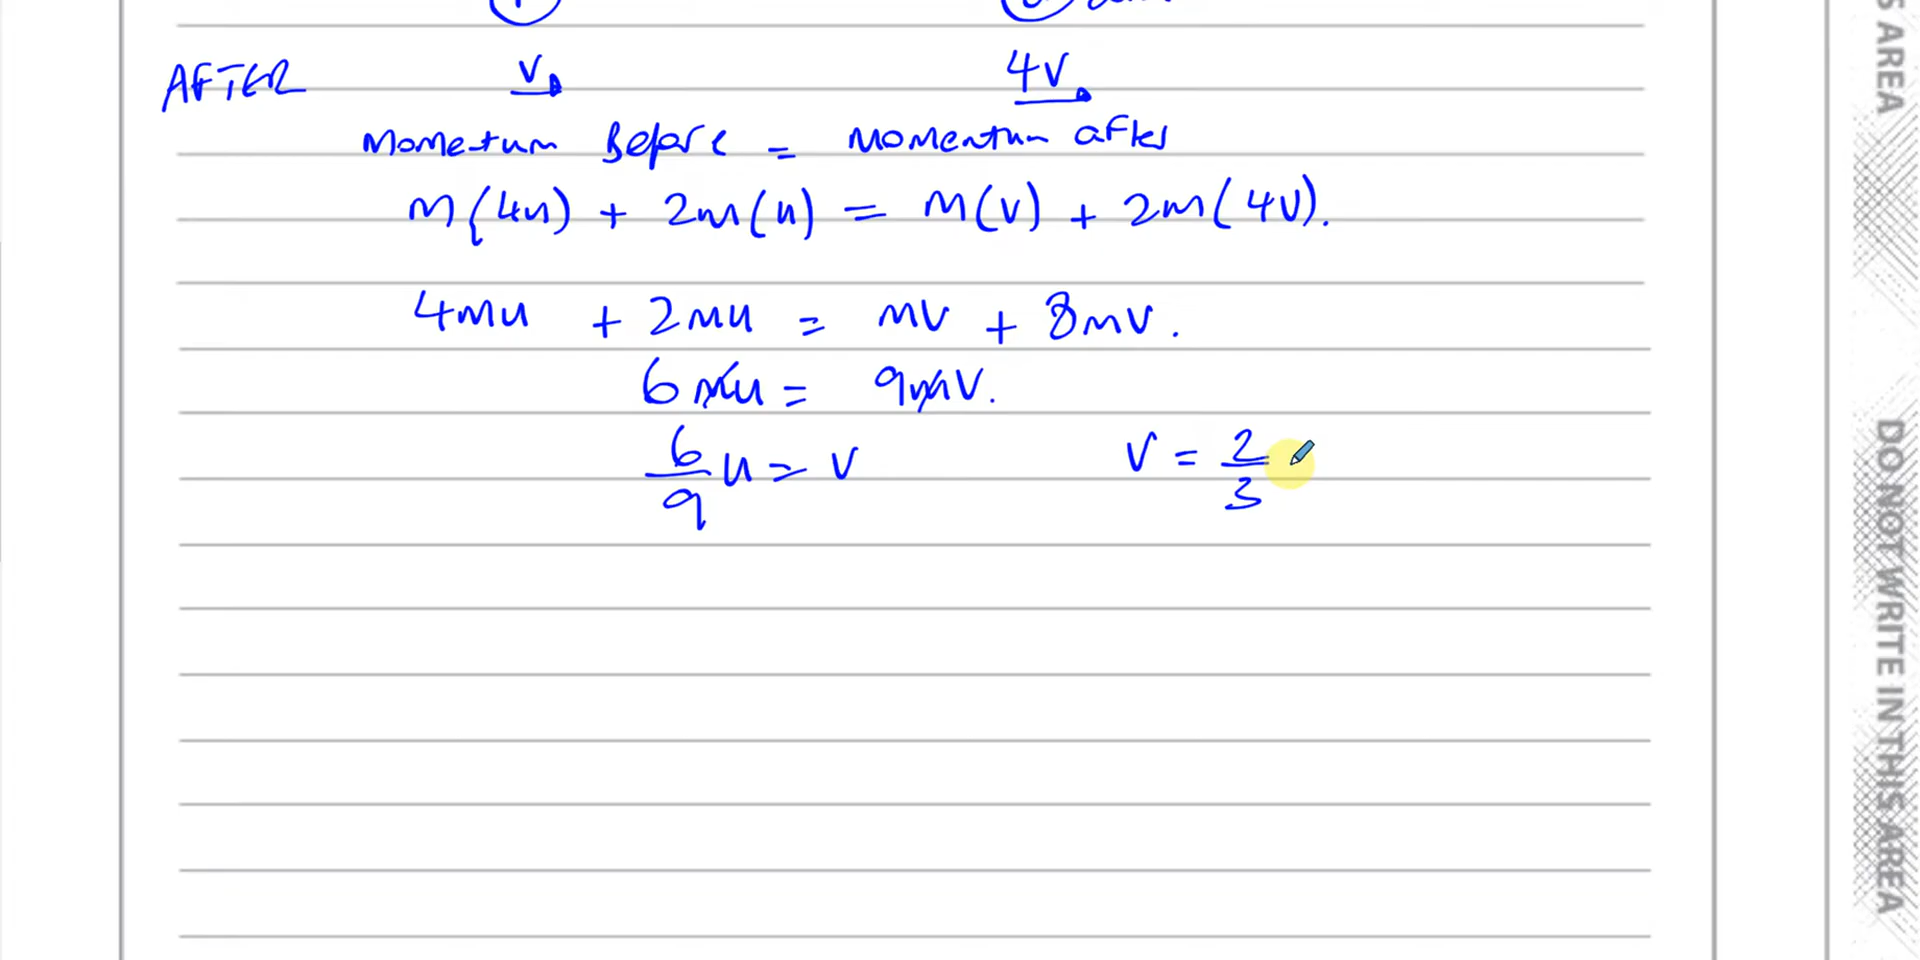 AFTER V 4V
Momentum Before = Momentum after
m(4u) + 2m(u) = m(v) + 2m(4v).
4mu + 2mu = mv + 8mv.
6mu = 9mv.
6/9 u = v V = 2/3
S AREA
DO NOT WRITE IN THIS AREA